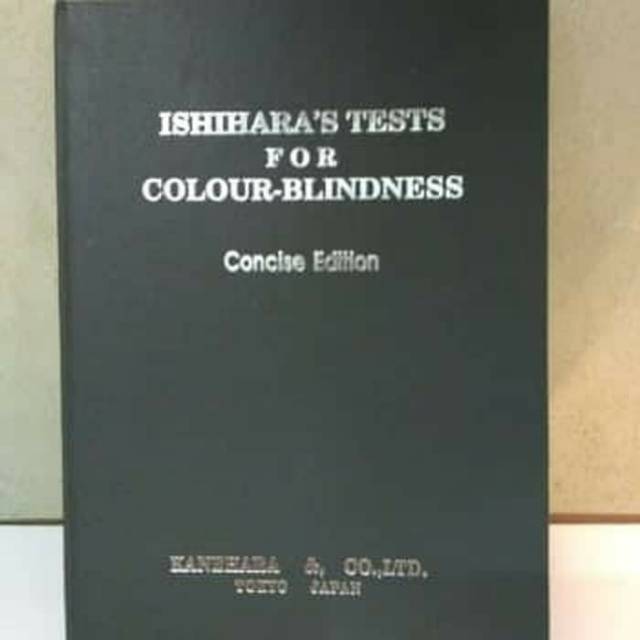 ISHIHARA'S TESTS
FOR
COLOUR-BLINDNESS
Concise Edition
KANEHARA & CO.,LTD.
TOKYO JAPAN